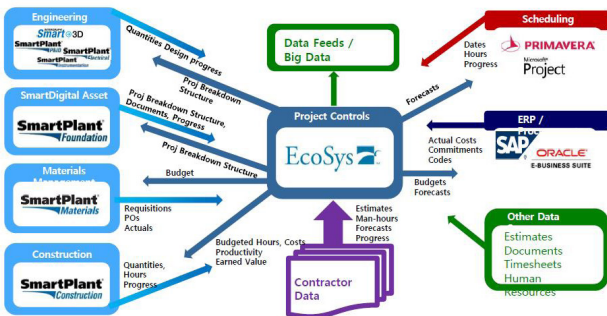 Engineering
Smart@3D
SmartPlant P&ID
SmartPlant Electrical
SmartPlant Instrumentation
Quantities Design progress
Proj Breakdown
Structure
SmartDigital Asset
SmartPlant
Foundation
Proj Breakdown Structure,
Documents, Progress
Proj Breakdown Structure
Materials Management
SmartPlant
Materials
Budget
Requisitions
POs
Actuals
Construction
SmartPlant
Construction
Quantities,
Hours
Progress
Budgeted Hours, Costs
Productivity
Earned Value
Data Feeds /
Big Data
Project Controls
EcoSys
Estimates
Man-hours
Forecasts
Progress
Contractor
Data
Scheduling
PRIMAVERA
Microsoft
Project
Dates
Hours
Progress
Forecasts
ERP /
SAP
ORACLE
E-BUSINESS SUITE
Actual Costs
Commitments
Codes
Budgets
Forecasts
Other Data
Estimates
Documents
Timesheets
Human
Resources